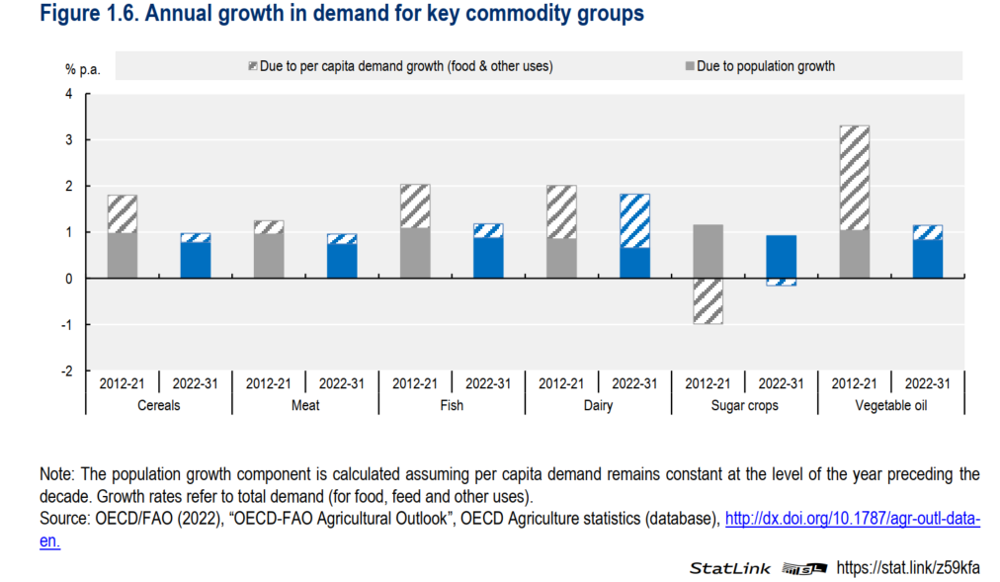 Figure 1.6. Annual growth in demand for key commodity groups
% p.a.
Due to per capita demand growth (food & other uses)
Due to population growth
4
3
2
1
0
-1
-2
2012-21
2022-31
2012-21
2022-31
2012-21
2022-31
2012-21
2022-31
2012-21
2022-31
2012-21
2022-31
Cereals
Meat
Fish
Dairy
Sugar crops
Vegetable oil
Note: The population growth component is calculated assuming per capita demand remains constant at the level of the year preceding the
decade. Growth rates refer to total demand (for food, feed and other uses).
Source: OECD/FAO (2022), “OECD-FAO Agricultural Outlook”, OECD Agriculture statistics (database), http://dx.doi.org/10.1787/agr-outl-data-
en.
StatLink https://stat.link/z59kfa